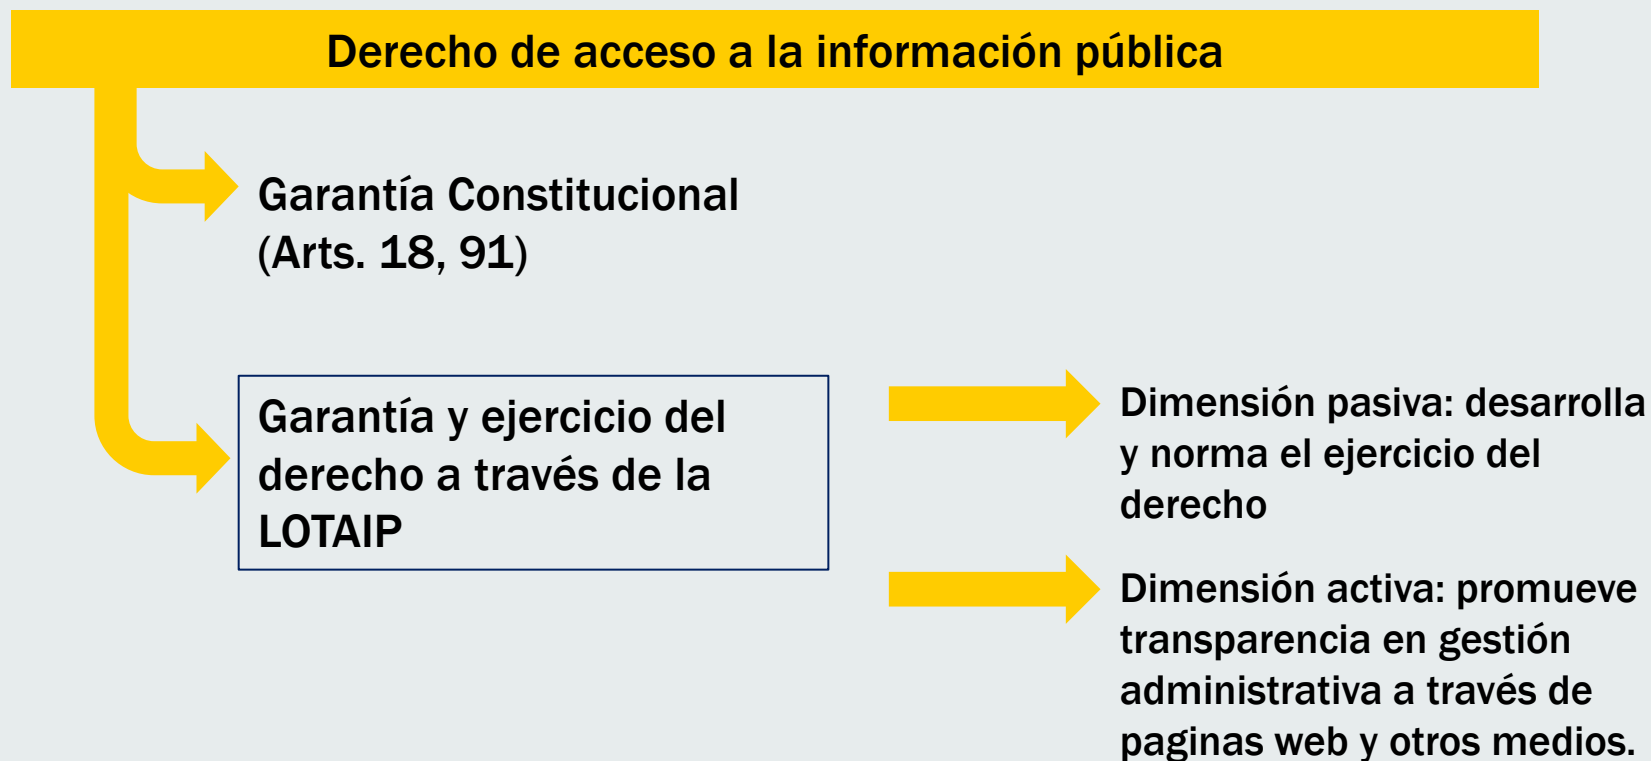 Derecho de acceso a la información pública
Garantía Constitucional
(Arts. 18, 91)
Garantía y ejercicio del
derecho a través de la
LOTAIP
Dimensión pasiva: desarrolla
y norma el ejercicio del
derecho
Dimensión activa: promueve
transparencia en gestión
administrativa a través de
paginas web y otros medios.